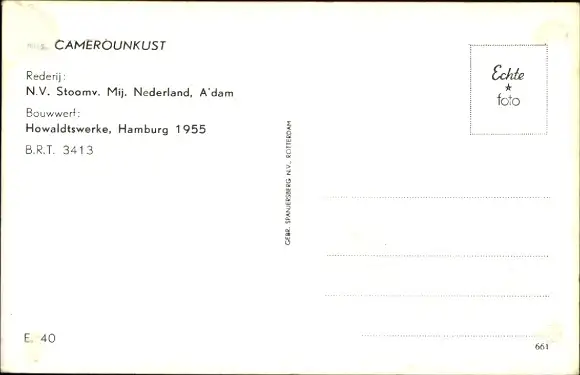 m.s. CAMEROUNKUST
Rederij:
N.V. Stoomv. Mij. Nederland, A'dam
Bouwwerf:
Howaldtswerke, Hamburg 1955
B.R.T. 3413
E. 40
GEBR. SPANJERSBERG N.V., ROTTERDAM
Echte
foto
661